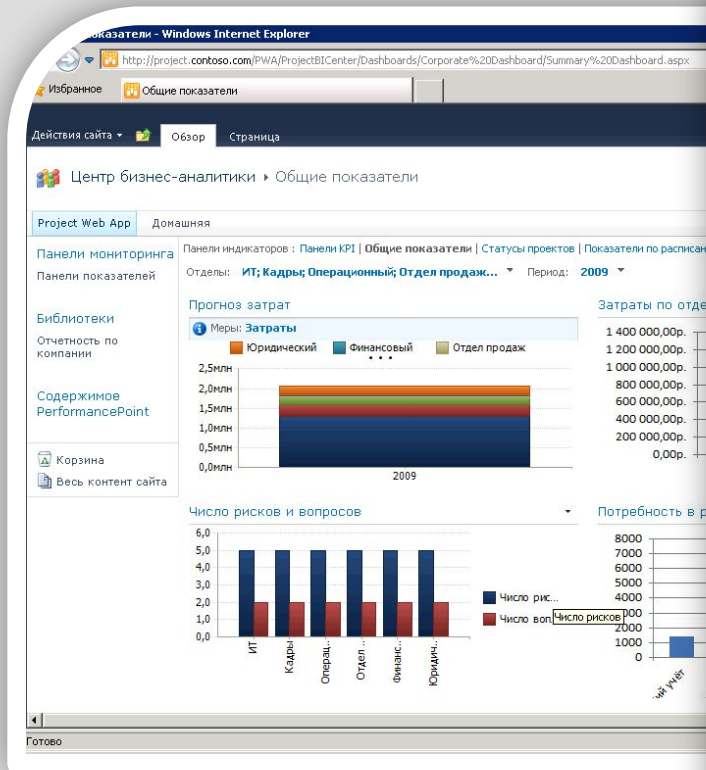 оказатели - Windows Internet Explorer
http://project.contoso.com/PWA/ProjectBICenter/Dashboards/Corporate%20Dashboard/Summary%20Dashboard.aspx
Избранное
Общие показатели
Действия сайта
Обзор
Страница
Центр бизнес-аналитики
Общие показатели
Project Web App
Домашняя
Панели мониторинга
Панели показателей
Библиотеки
Отчетность по
компании
Содержимое
PerformancePoint
Корзина
Весь контент сайта
Панели индикаторов : Панели KPI | Общие показатели | Статусы проектов | Показатели по расписан
Отделы: ИТ; Кадры; Операционный; Отдел продаж...
Период: 2009
Прогноз затрат
Меры: Затраты
Юридический
Финансовый
Отдел продаж
2,5млн
2,0млн
1,5млн
1,0млн
0,5млн
0,0млн
2009
Затраты по отде
1 400 000,00р.
1 200 000,00р.
1 000 000,00р.
800 000,00р.
600 000,00р.
400 000,00р.
200 000,00р.
0,00р.
Число рисков и вопросов
6,0
5,0
4,0
3,0
2,0
1,0
0,0
ИТ
Кадры
Операц..
Отдел ..
Финанс..
Юридич..
Число рис...
Число воп.
Число рисков
Потребность в р
8000
7000
6000
5000
4000
000
2000
1000
0
ий учёт
Готово